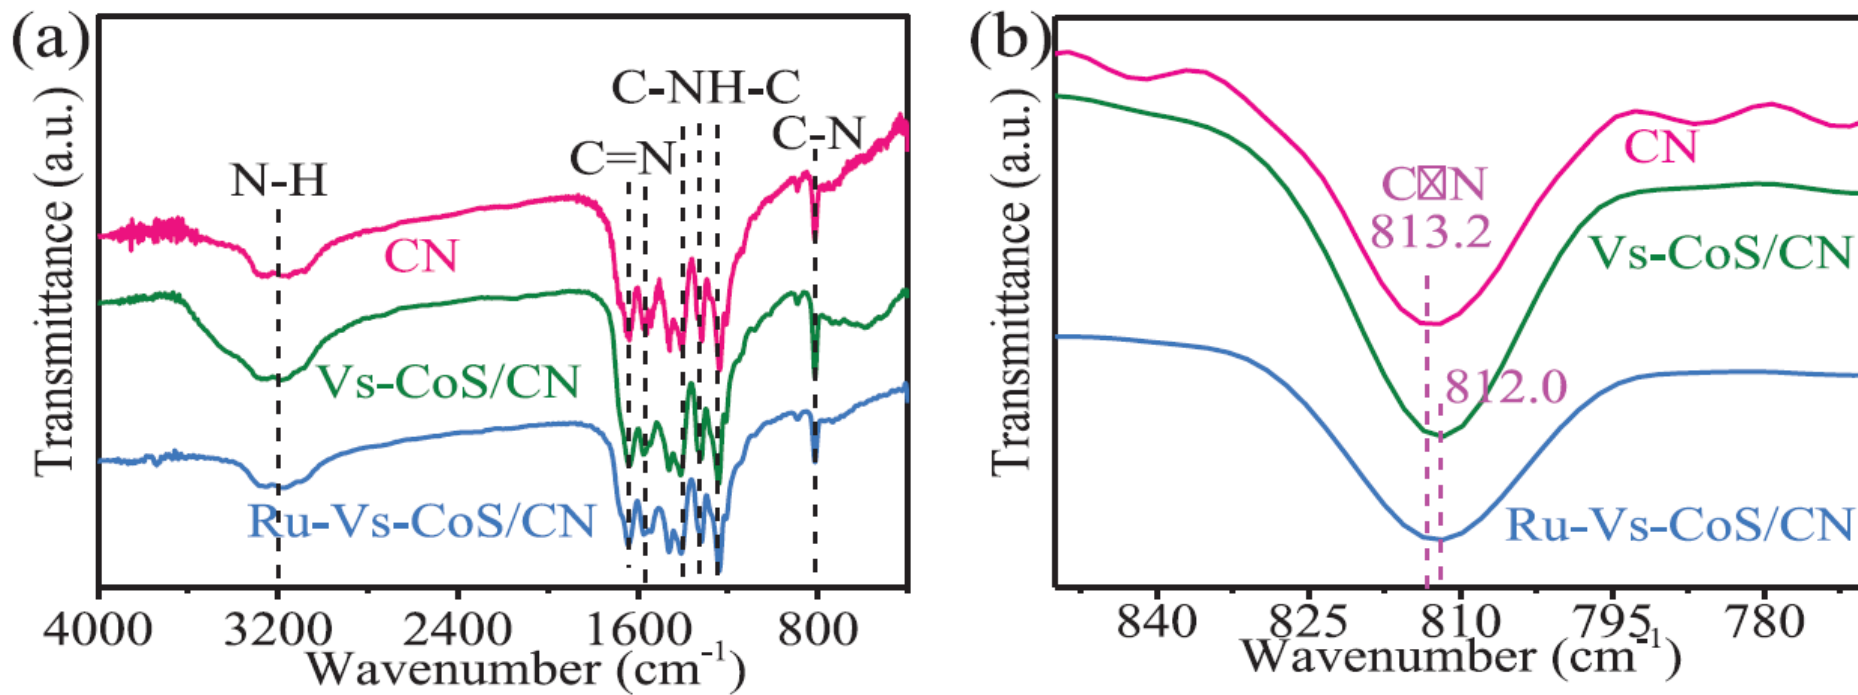 (a)
Transmittance (a.u.)
C-NH-C
C-N
C=N
N-H
CN
Vs-CoS/CN
Ru-Vs-CoS/CN
4000 3200 2400 1600 800
Wavenumber (cm⁻¹)
(b)
Transmittance (a.u.)
CN
C☒N
813.2
Vs-CoS/CN
812.0
Ru-Vs-CoS/CN
840 825 810 795 780
Wavenumber (cm⁻¹)